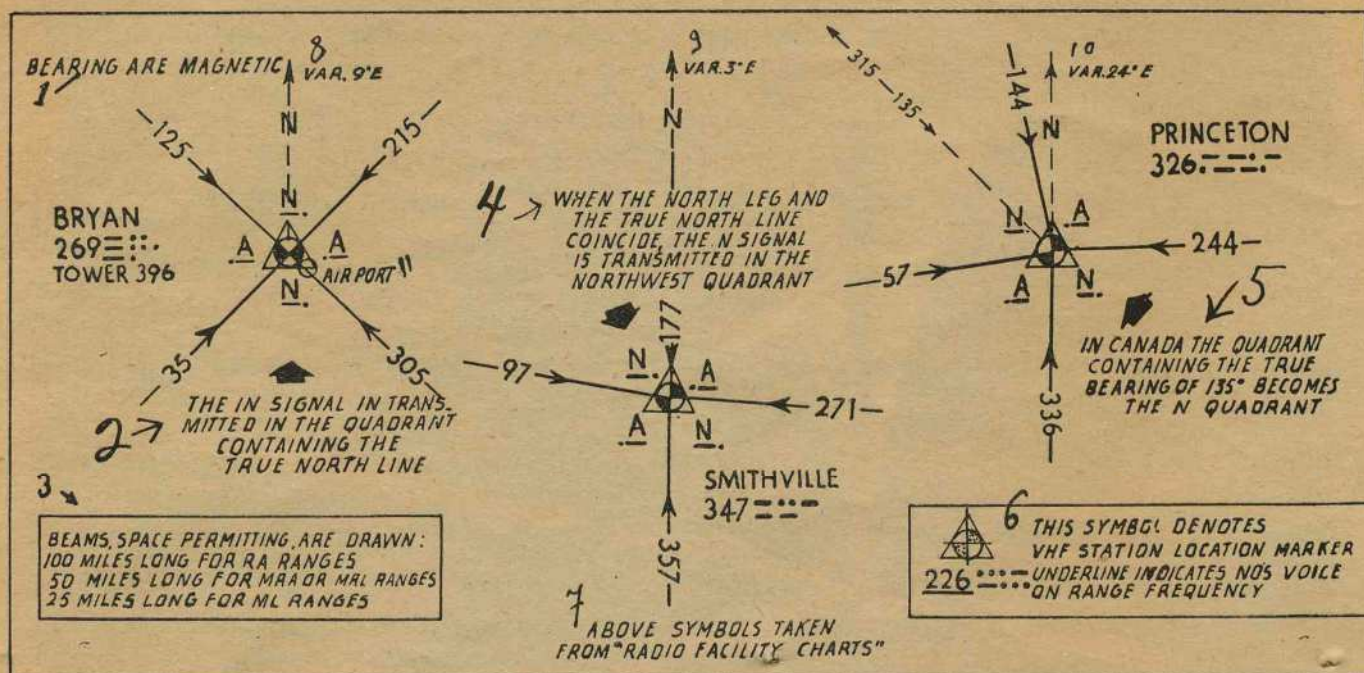 BEARING ARE MAGNETIC
1
8
VAR. 9°E
N
125
215
BRYAN
269
TOWER 396
N.
.A
.A
N.
AIRPORT 11
35
305
2
THE IN SIGNAL IN TRANS-
MITTED IN THE QUADRANT
CONTAINING THE
TRUE NORTH LINE
3
BEAMS, SPACE PERMITTING, ARE DRAWN:
100 MILES LONG FOR RA RANGES
50 MILES LONG FOR MRA OR MRL RANGES
25 MILES LONG FOR ML RANGES
9
VAR. 3°E
N
4
WHEN THE NORTH LEG AND
THE TRUE NORTH LINE
COINCIDE, THE N SIGNAL
IS TRANSMITTED IN THE
NORTHWEST QUADRANT
177
97
N.
.A
.A
N.
271
SMITHVILLE
347
357
7
ABOVE SYMBOLS TAKEN
FROM "RADIO FACILITY CHARTS"
315
135
144
10
VAR. 24°E
N
PRINCETON
326
N.
.A
.A
N.
244
57
336
5
IN CANADA THE QUADRANT
CONTAINING THE TRUE
BEARING OF 135° BECOMES
THE N QUADRANT
6
THIS SYMBOL DENOTES
VHF STATION LOCATION MARKER
226 UNDERLINE INDICATES NO'S VOICE
ON RANGE FREQUENCY